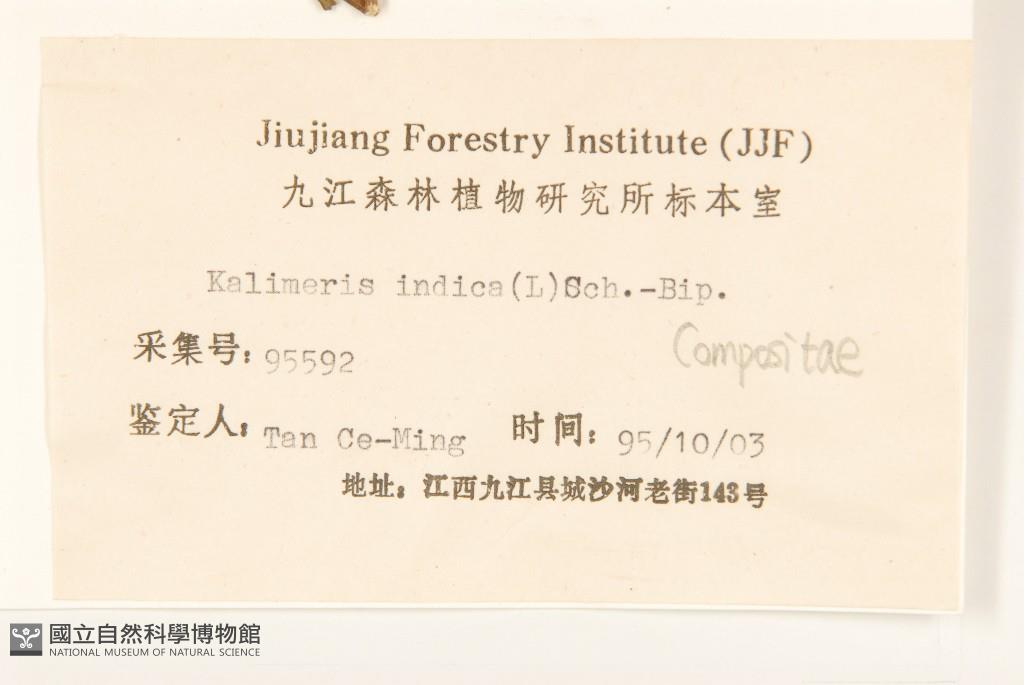 Jiujiang Forestry Institute (JJF)
九江森林植物研究所标本室
Kalimeris indica(L)Sch.-Bip.
采集号: 95592
Compositae
鉴定人: Tan Ce-Ming 时间: 95/10/03
地址: 江西九江县城沙河老街143号
國立自然科學博物館
NATIONAL MUSEUM OF NATURAL SCIENCE